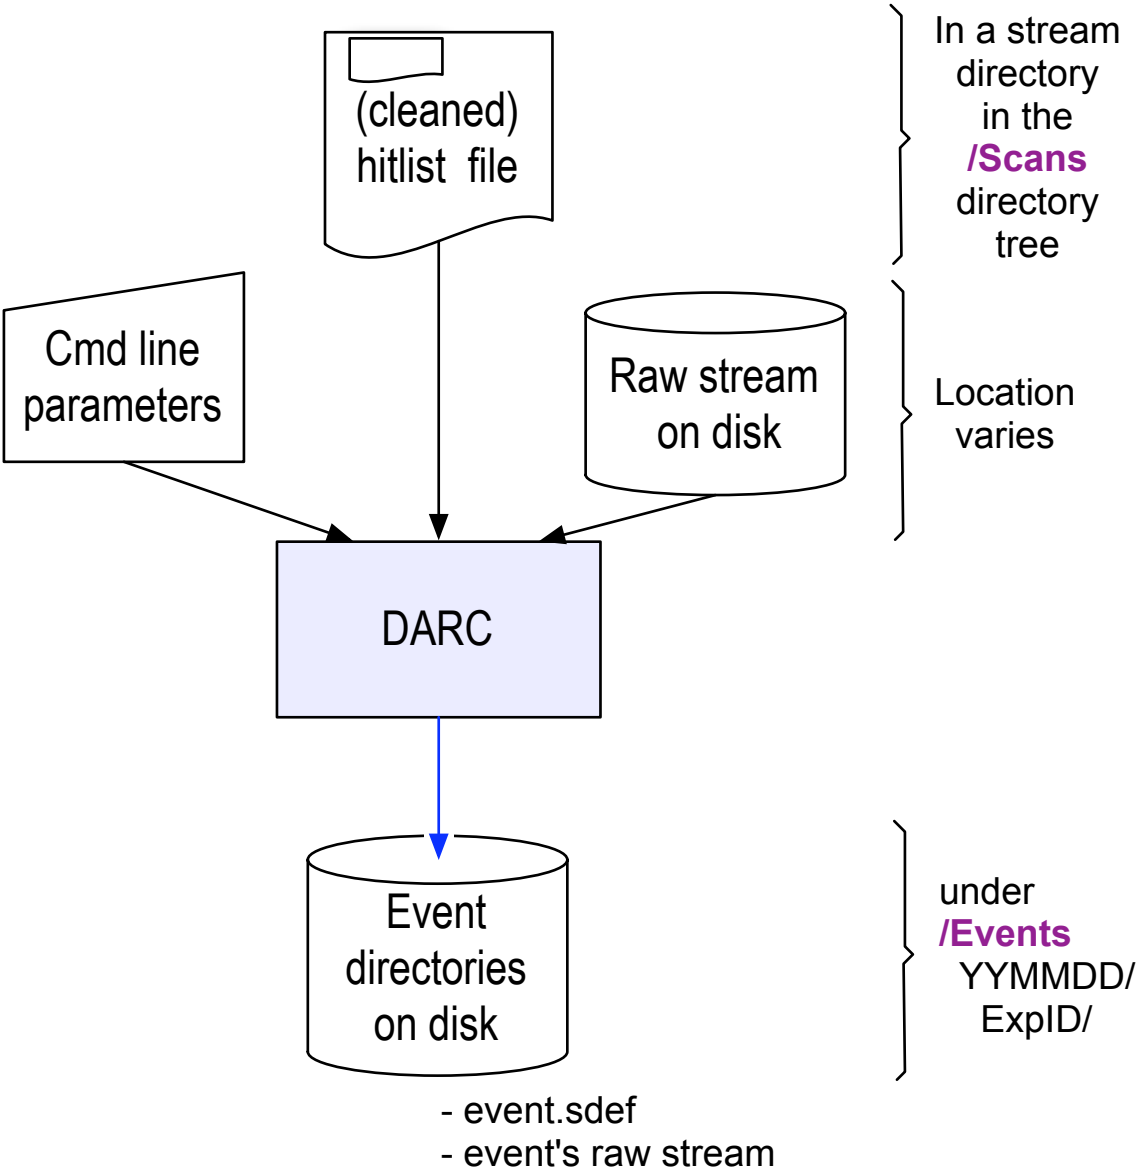 (cleaned)
hitlist file
In a stream
directory
in the
/Scans
directory
tree
Cmd line
parameters
Raw stream
on disk
Location
varies
DARC
Event
directories
on disk
under
/Events
YYMMDD/
ExpID/
- event.sdef
- event's raw stream